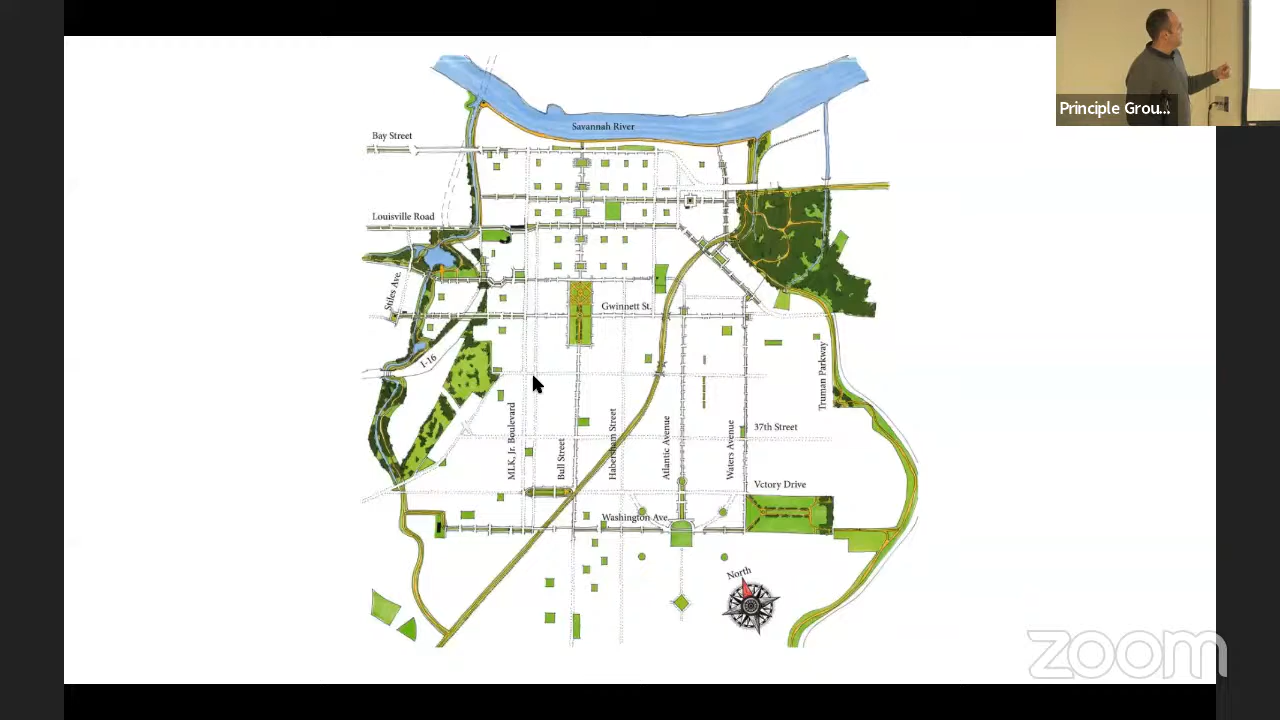 Principle Grou...
Savannah River
Bay Street
Louisville Road
Stiles Ave.
Gwinnett St.
I-16
Truman Parkway
MLK, Jr. Boulevard
Bull Street
Habersham Street
Atlantic Avenue
Waters Avenue
37th Street
Vctory Drive
Washington Ave.
North
zoom